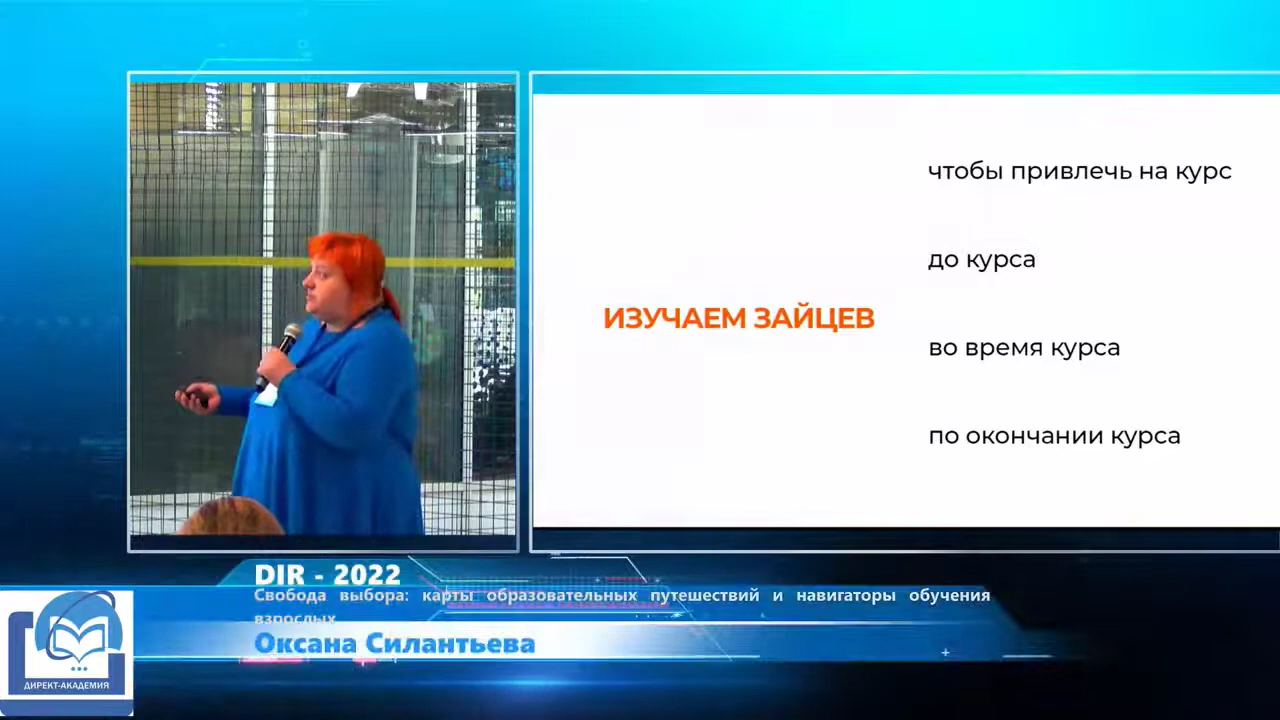 чтобы привлечь на курс
до курса
ИЗУЧАЕМ ЗАЙЦЕВ
во время курса
по окончании курса
DIR - 2022
Свобода выбора: карты образовательных путешествий и навигаторы обучения
взрослых
Оксана Силантьева
ДИРЕКТ-АКАДЕМИЯ